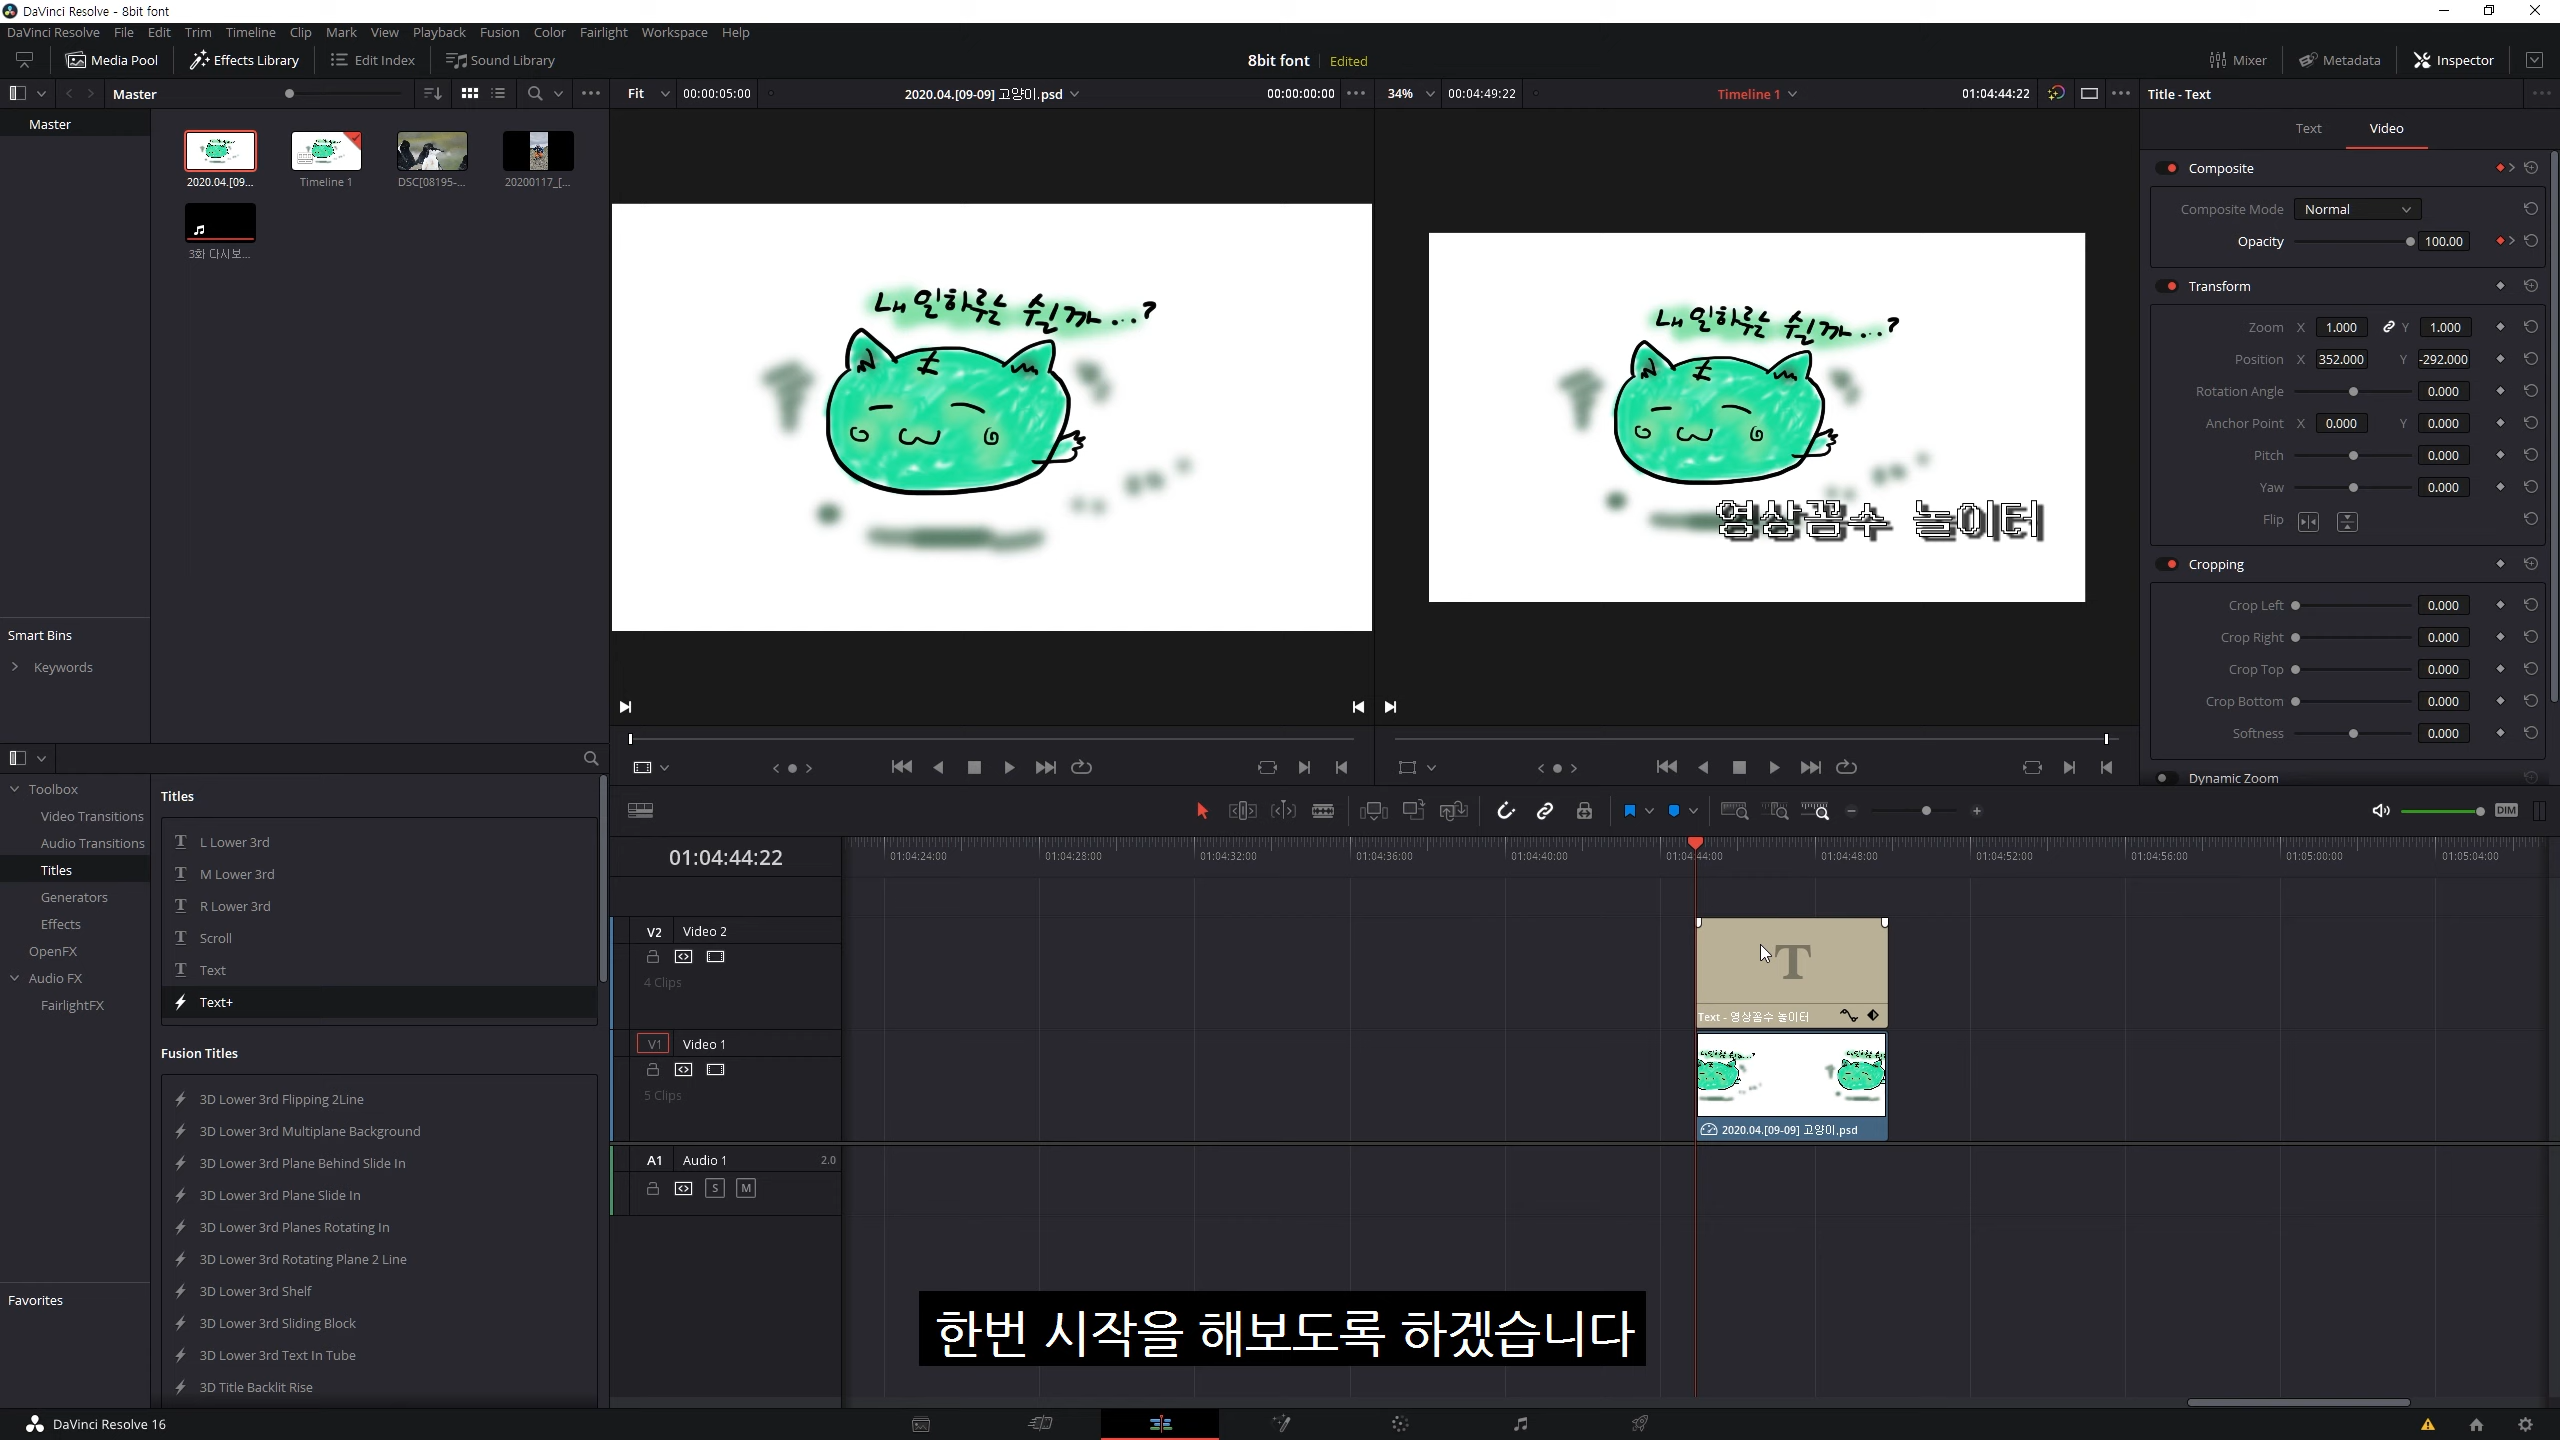 DaVinci Resolve - 8bit font
DaVinci Resolve File Edit Trim Timeline Clip Mark View Playback Fusion Color Fairlight Workspace Help
Media Pool Effects Library Edit Index Sound Library 8bit font Edited Mixer Metadata Inspector
Master Fit 00:00:05:00 2020.04.[09-09] 고양이.psd 00:00:00:00 34% 00:04:49:22 Timeline 1 01:04:44:22 Title - Text
Master
2020.04.[09... Timeline 1 DSC[08195-... 20200117_[...
3화 다시보...
Smart Bins
Keywords
내일하루는 쉴까...?
내일하루는 쉴까...?
영상꼼수 놀이터
Text Video
Composite
Composite Mode Normal
Opacity 100.00
Transform
Zoom X 1.000 Y 1.000
Position X 352.000 Y -292.000
Rotation Angle 0.000
Anchor Point X 0.000 Y 0.000
Pitch 0.000
Yaw 0.000
Flip
Cropping
Crop Left 0.000
Crop Right 0.000
Crop Top 0.000
Crop Bottom 0.000
Softness 0.000
Dynamic Zoom
Toolbox
Video Transitions
Audio Transitions
Titles
Generators
Effects
OpenFX
Audio FX
FairlightFX
Favorites
Titles
L Lower 3rd
M Lower 3rd
R Lower 3rd
Scroll
Text
Text+
Fusion Titles
3D Lower 3rd Flipping 2Line
3D Lower 3rd Multiplane Background
3D Lower 3rd Plane Behind Slide In
3D Lower 3rd Plane Slide In
3D Lower 3rd Planes Rotating In
3D Lower 3rd Rotating Plane 2 Line
3D Lower 3rd Shelf
3D Lower 3rd Sliding Block
3D Lower 3rd Text In Tube
3D Title Backlit Rise
DIM
01:04:44:22 01:04:24:00 01:04:28:00 01:04:32:00 01:04:36:00 01:04:40:00 01:04:44:00 01:04:48:00 01:04:52:00 01:04:56:00 01:05:00:00 01:05:04:00
V2 Video 2
4 Clips
T
Text - 영상꼼수 놀이터
V1 Video 1
5 Clips
2020.04.[09-09] 고양이.psd
A1 Audio 1 2.0
S M
한번 시작을 해보도록 하겠습니다
DaVinci Resolve 16